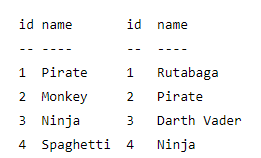 id name       id  name
-- ----       --  ----
1  Pirate     1   Rutabaga
2  Monkey     2   Pirate
3  Ninja      3   Darth Vader
4  Spaghetti  4   Ninja